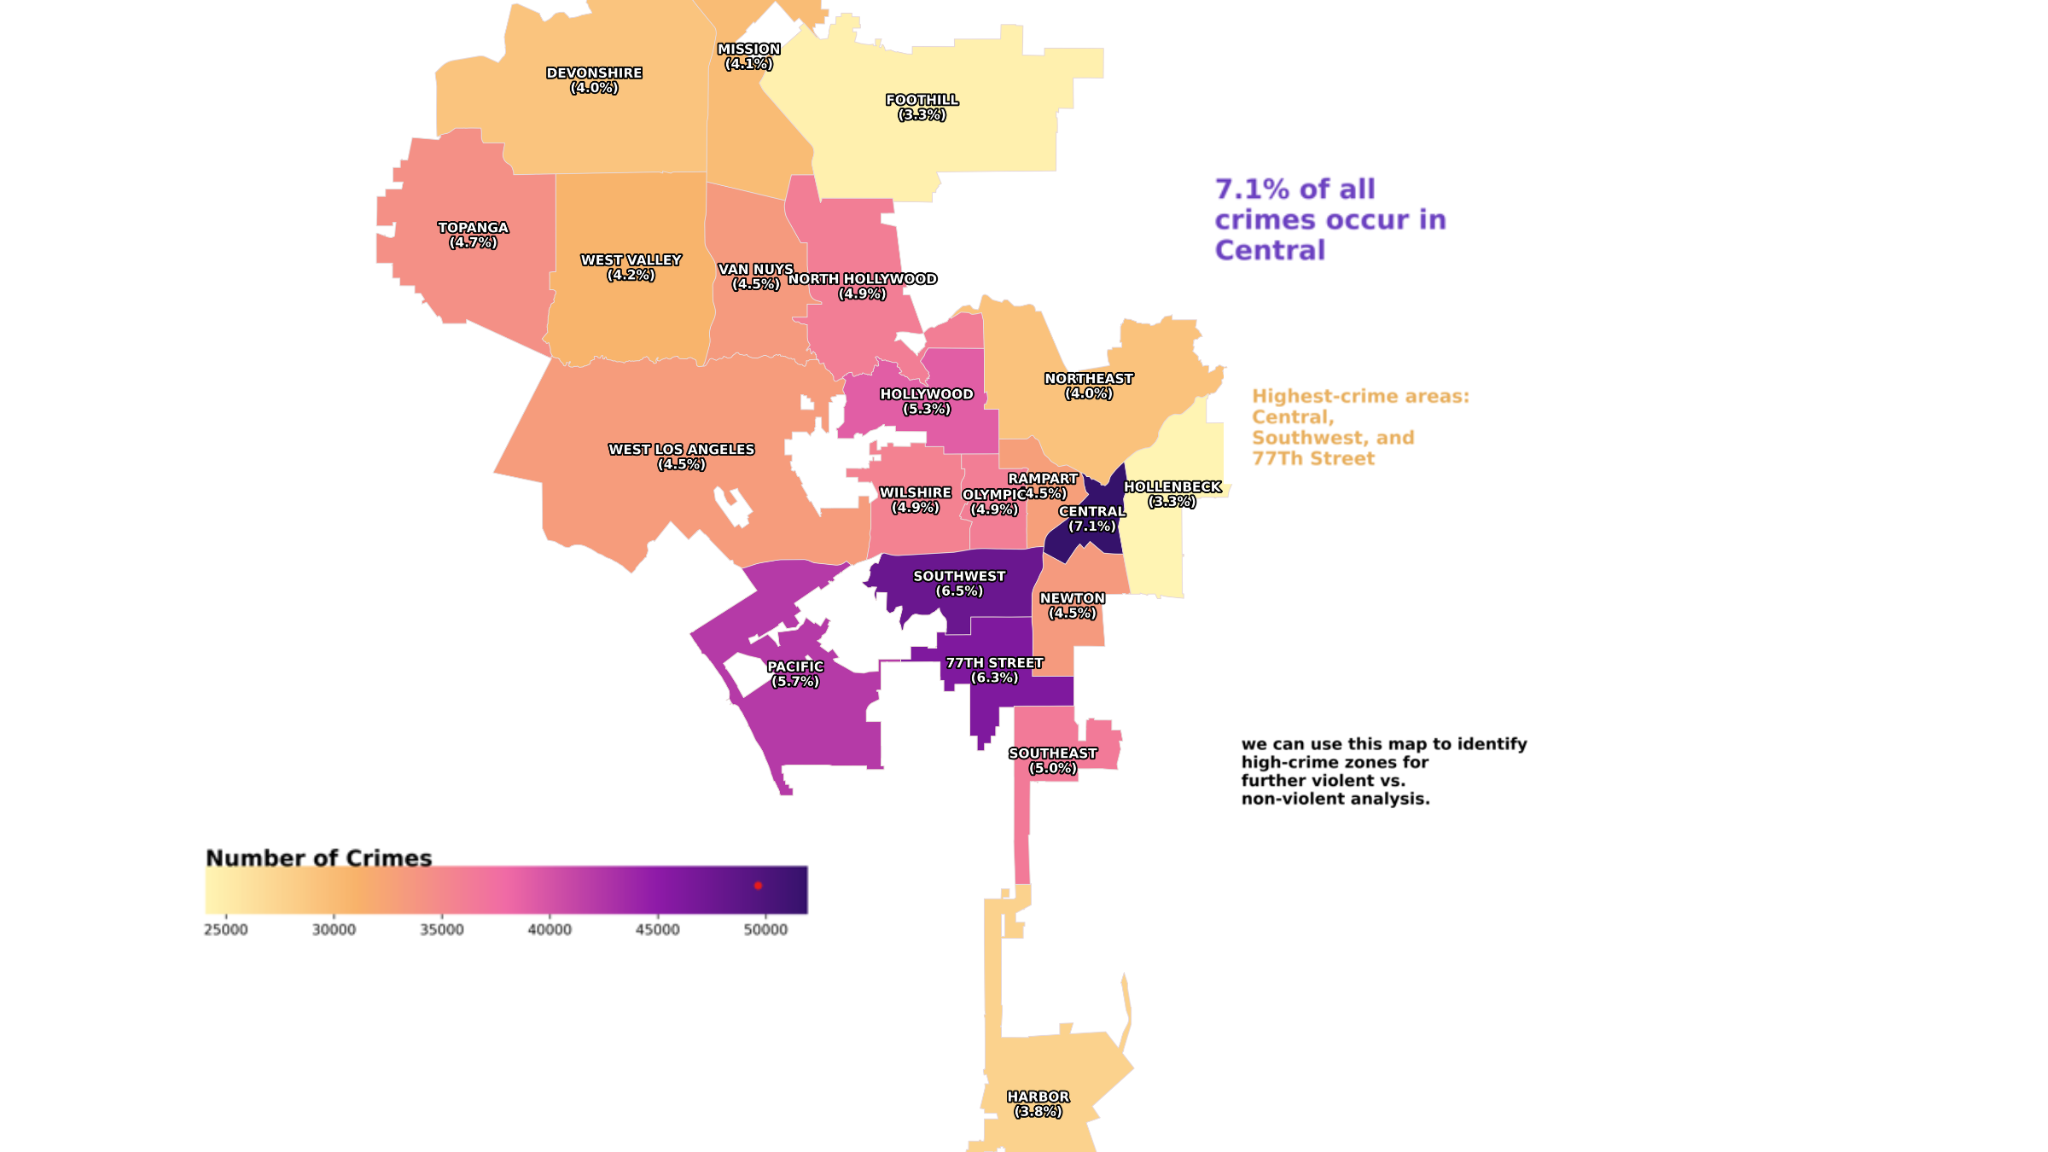 MISSION
(4.1%)
DEVONSHIRE
(4.0%)
FOOTHILL
(3.3%)
7.1% of all
crimes occur in
Central
TOPANGA
(4.7%)
WEST VALLEY
(4.2%)
VAN NUYS
(4.5%)
NORTH HOLLYWOOD
(4.9%)
NORTHEAST
(4.0%)
HOLLYWOOD
(5.3%)
Highest-crime areas:
Central,
Southwest, and
77Th Street
WEST LOS ANGELES
(4.5%)
RAMPART
(4.5%)
HOLLENBECK
(3.3%)
WILSHIRE
(4.9%)
OLYMPIC
(4.9%)
CENTRAL
(7.1%)
SOUTHWEST
(6.5%)
NEWTON
(4.5%)
77TH STREET
(6.3%)
PACIFIC
(5.7%)
SOUTHEAST
(5.0%)
we can use this map to identify
high-crime zones for
further violent vs.
non-violent analysis.
Number of Crimes
25000 30000 35000 40000 45000 50000
HARBOR
(3.8%)